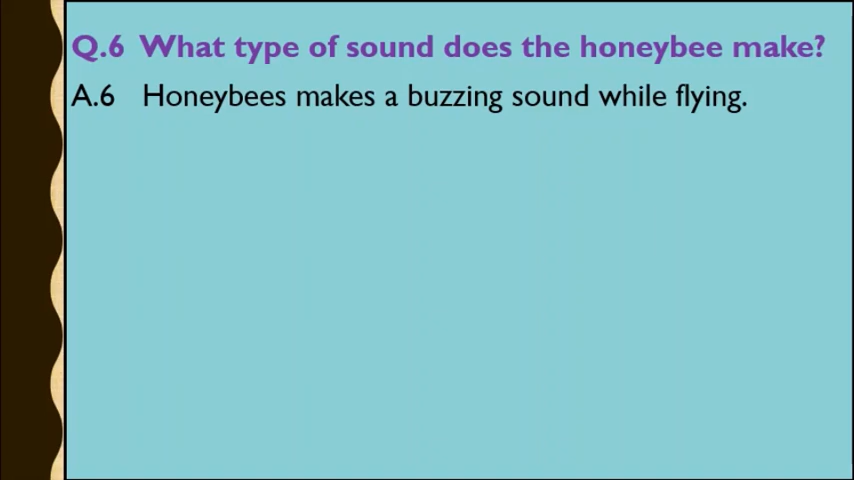 Q.6 What type of sound does the honeybee make?
A.6 Honeybees makes a buzzing sound while flying.